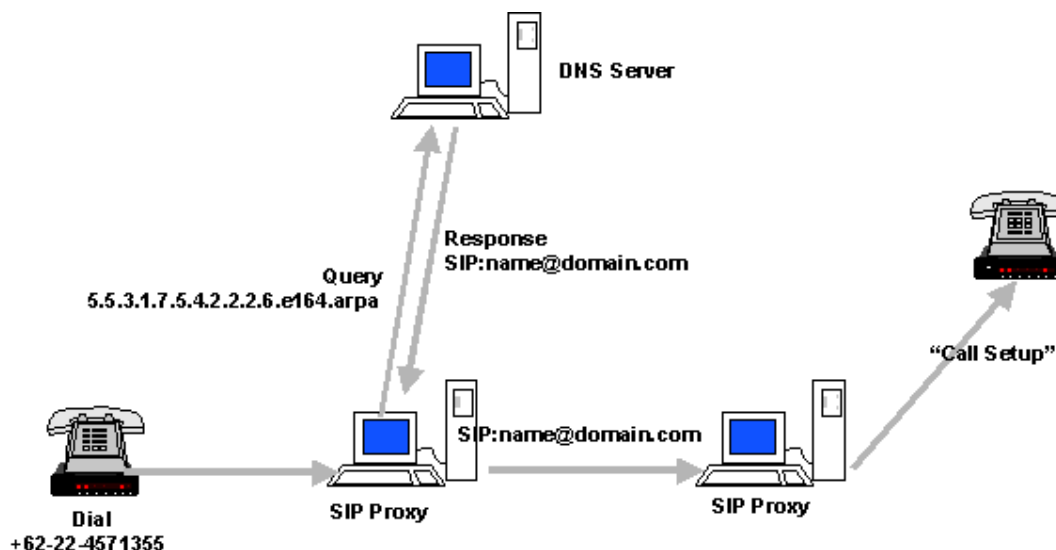 DNS Server
Response
SIP:name@domain.com
Query
5.5.3.1.7.5.4.2.2.2.6.e164.arpa
“Call Setup”
SIP:name@domain.com
SIP Proxy
SIP Proxy
Dial
+62-22-4571355